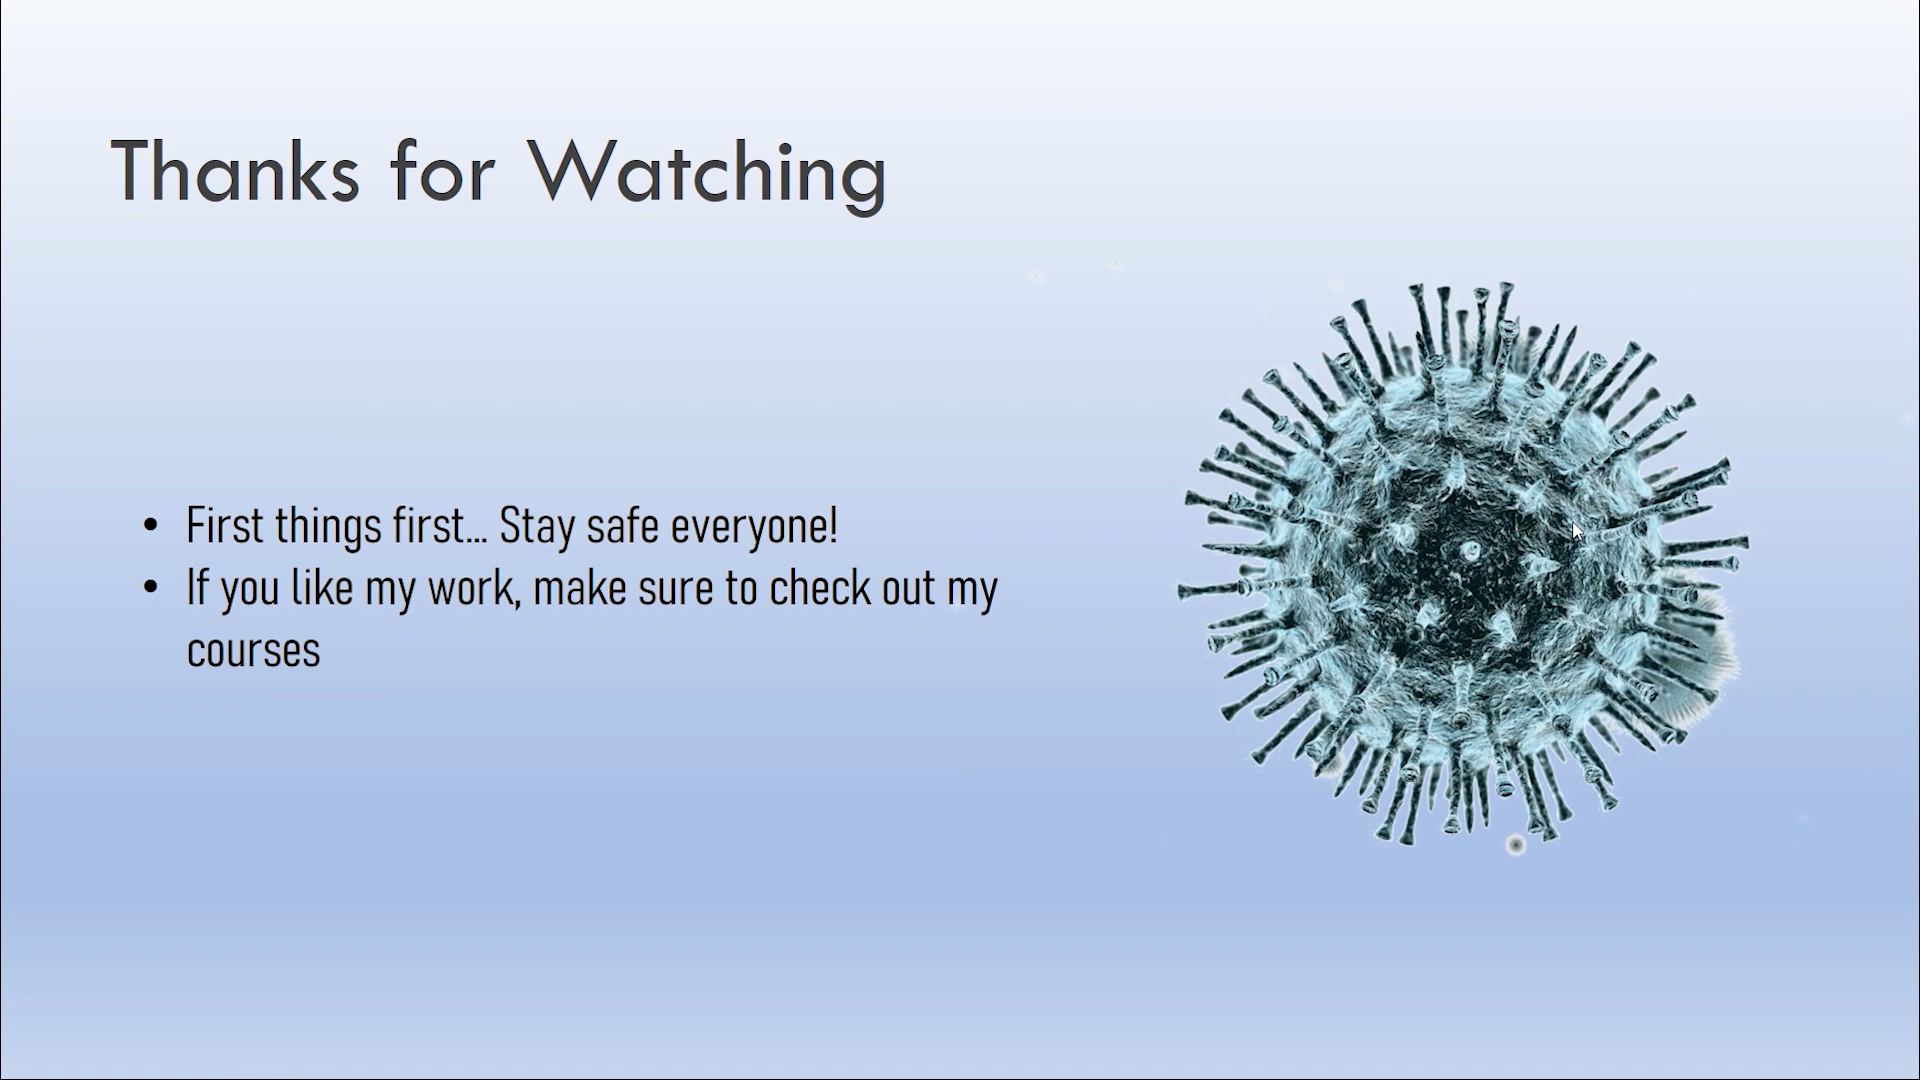 Thanks for Watching
• First things first... Stay safe everyone!
• If you like my work, make sure to check out my
courses